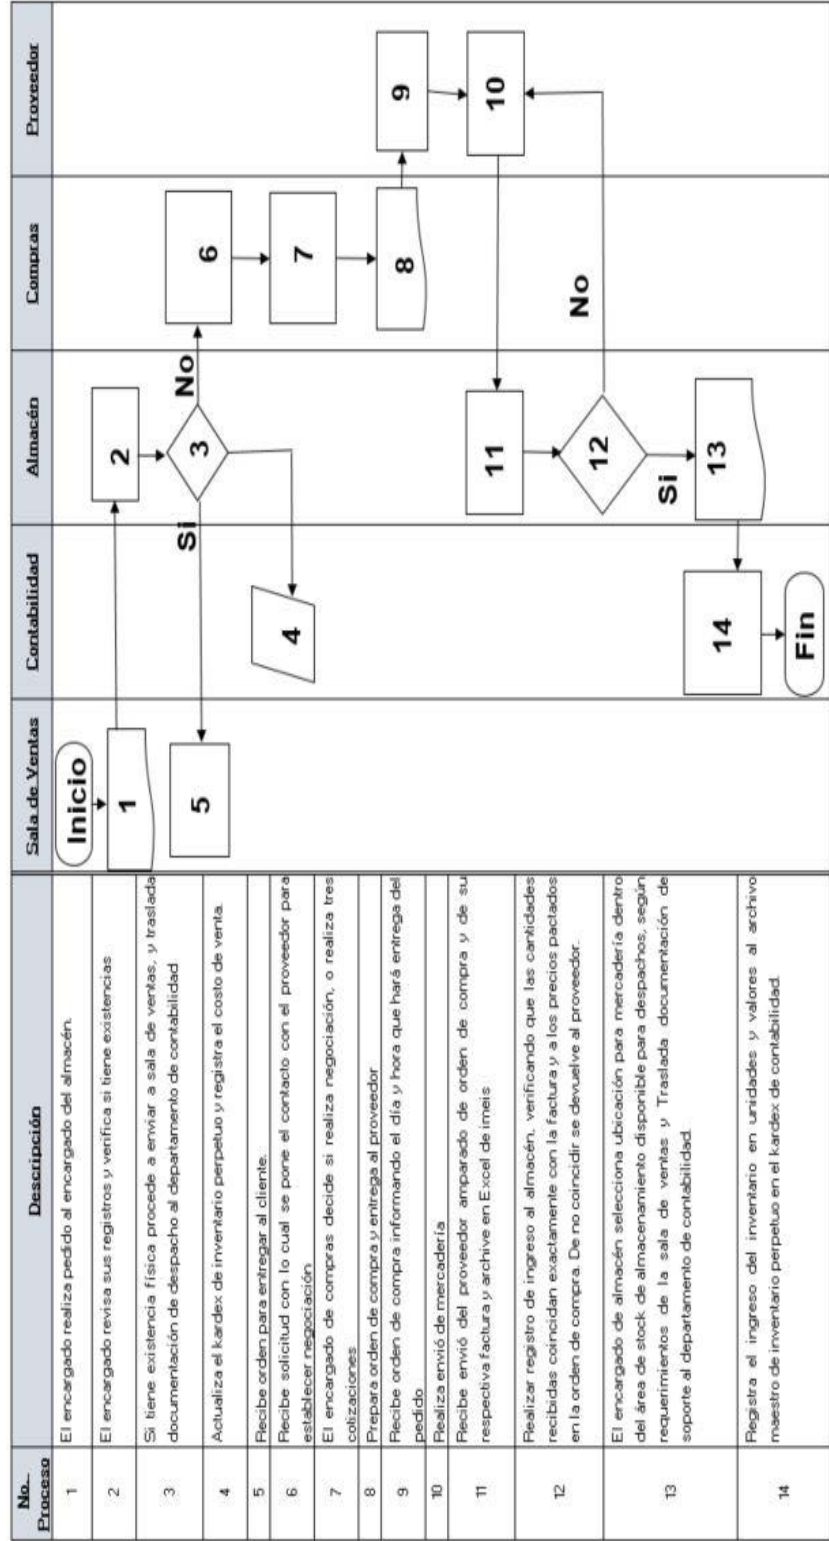 No. Proceso
Descripción
Sala de Ventas
Contabilidad
Almacén
Compras
Proveedor
1
El encargado realiza pedido al encargado del almacén.
2
El encargado revisa sus registros y verifica si tiene existencias
3
Si tiene existencia física procede a enviar a sala de ventas, y traslada
documentación de despacho al departamento de contabilidad
4
Actualiza el kardex de inventario perpetuo y registra el costo de venta.
5
Recibe orden para entregar al cliente.
6
Recibe solicitud con lo cual se pone el contacto con el proveedor para
establecer negociación
7
El encargado de compras decide si realiza negociación, o realiza tres
cotizaciones
8
Prepara orden de compra y entrega al proveedor
9
Recibe orden de compra informando el día y hora que hará entrega del
pedido
10
Realiza envió de mercadería
11
Recibe envió del proveedor amparado de orden de compra y de su
respectiva factura y archive en Excel de imeis
12
Realizar registro de ingreso al almacén, verificando que las cantidades
recibidas coincidan exactamente con la factura y a los precios pactados
en la orden de compra. De no coincidir se devuelve al proveedor.
13
El encargado de almacén selecciona ubicación para mercadería dentro
del área de stock de almacenamiento disponible para despachos, según
requerimientos de la sala de ventas y Traslada documentación de
soporte al departamento de contabilidad.
14
Registra el ingreso del inventario en unidades y valores al archivo
maestro de inventario perpetuo en el kardex de contabilidad.
Inicio
1
2
3
Si
No
5
4
6
7
8
9
10
11
12
No
Si
13
14
Fin